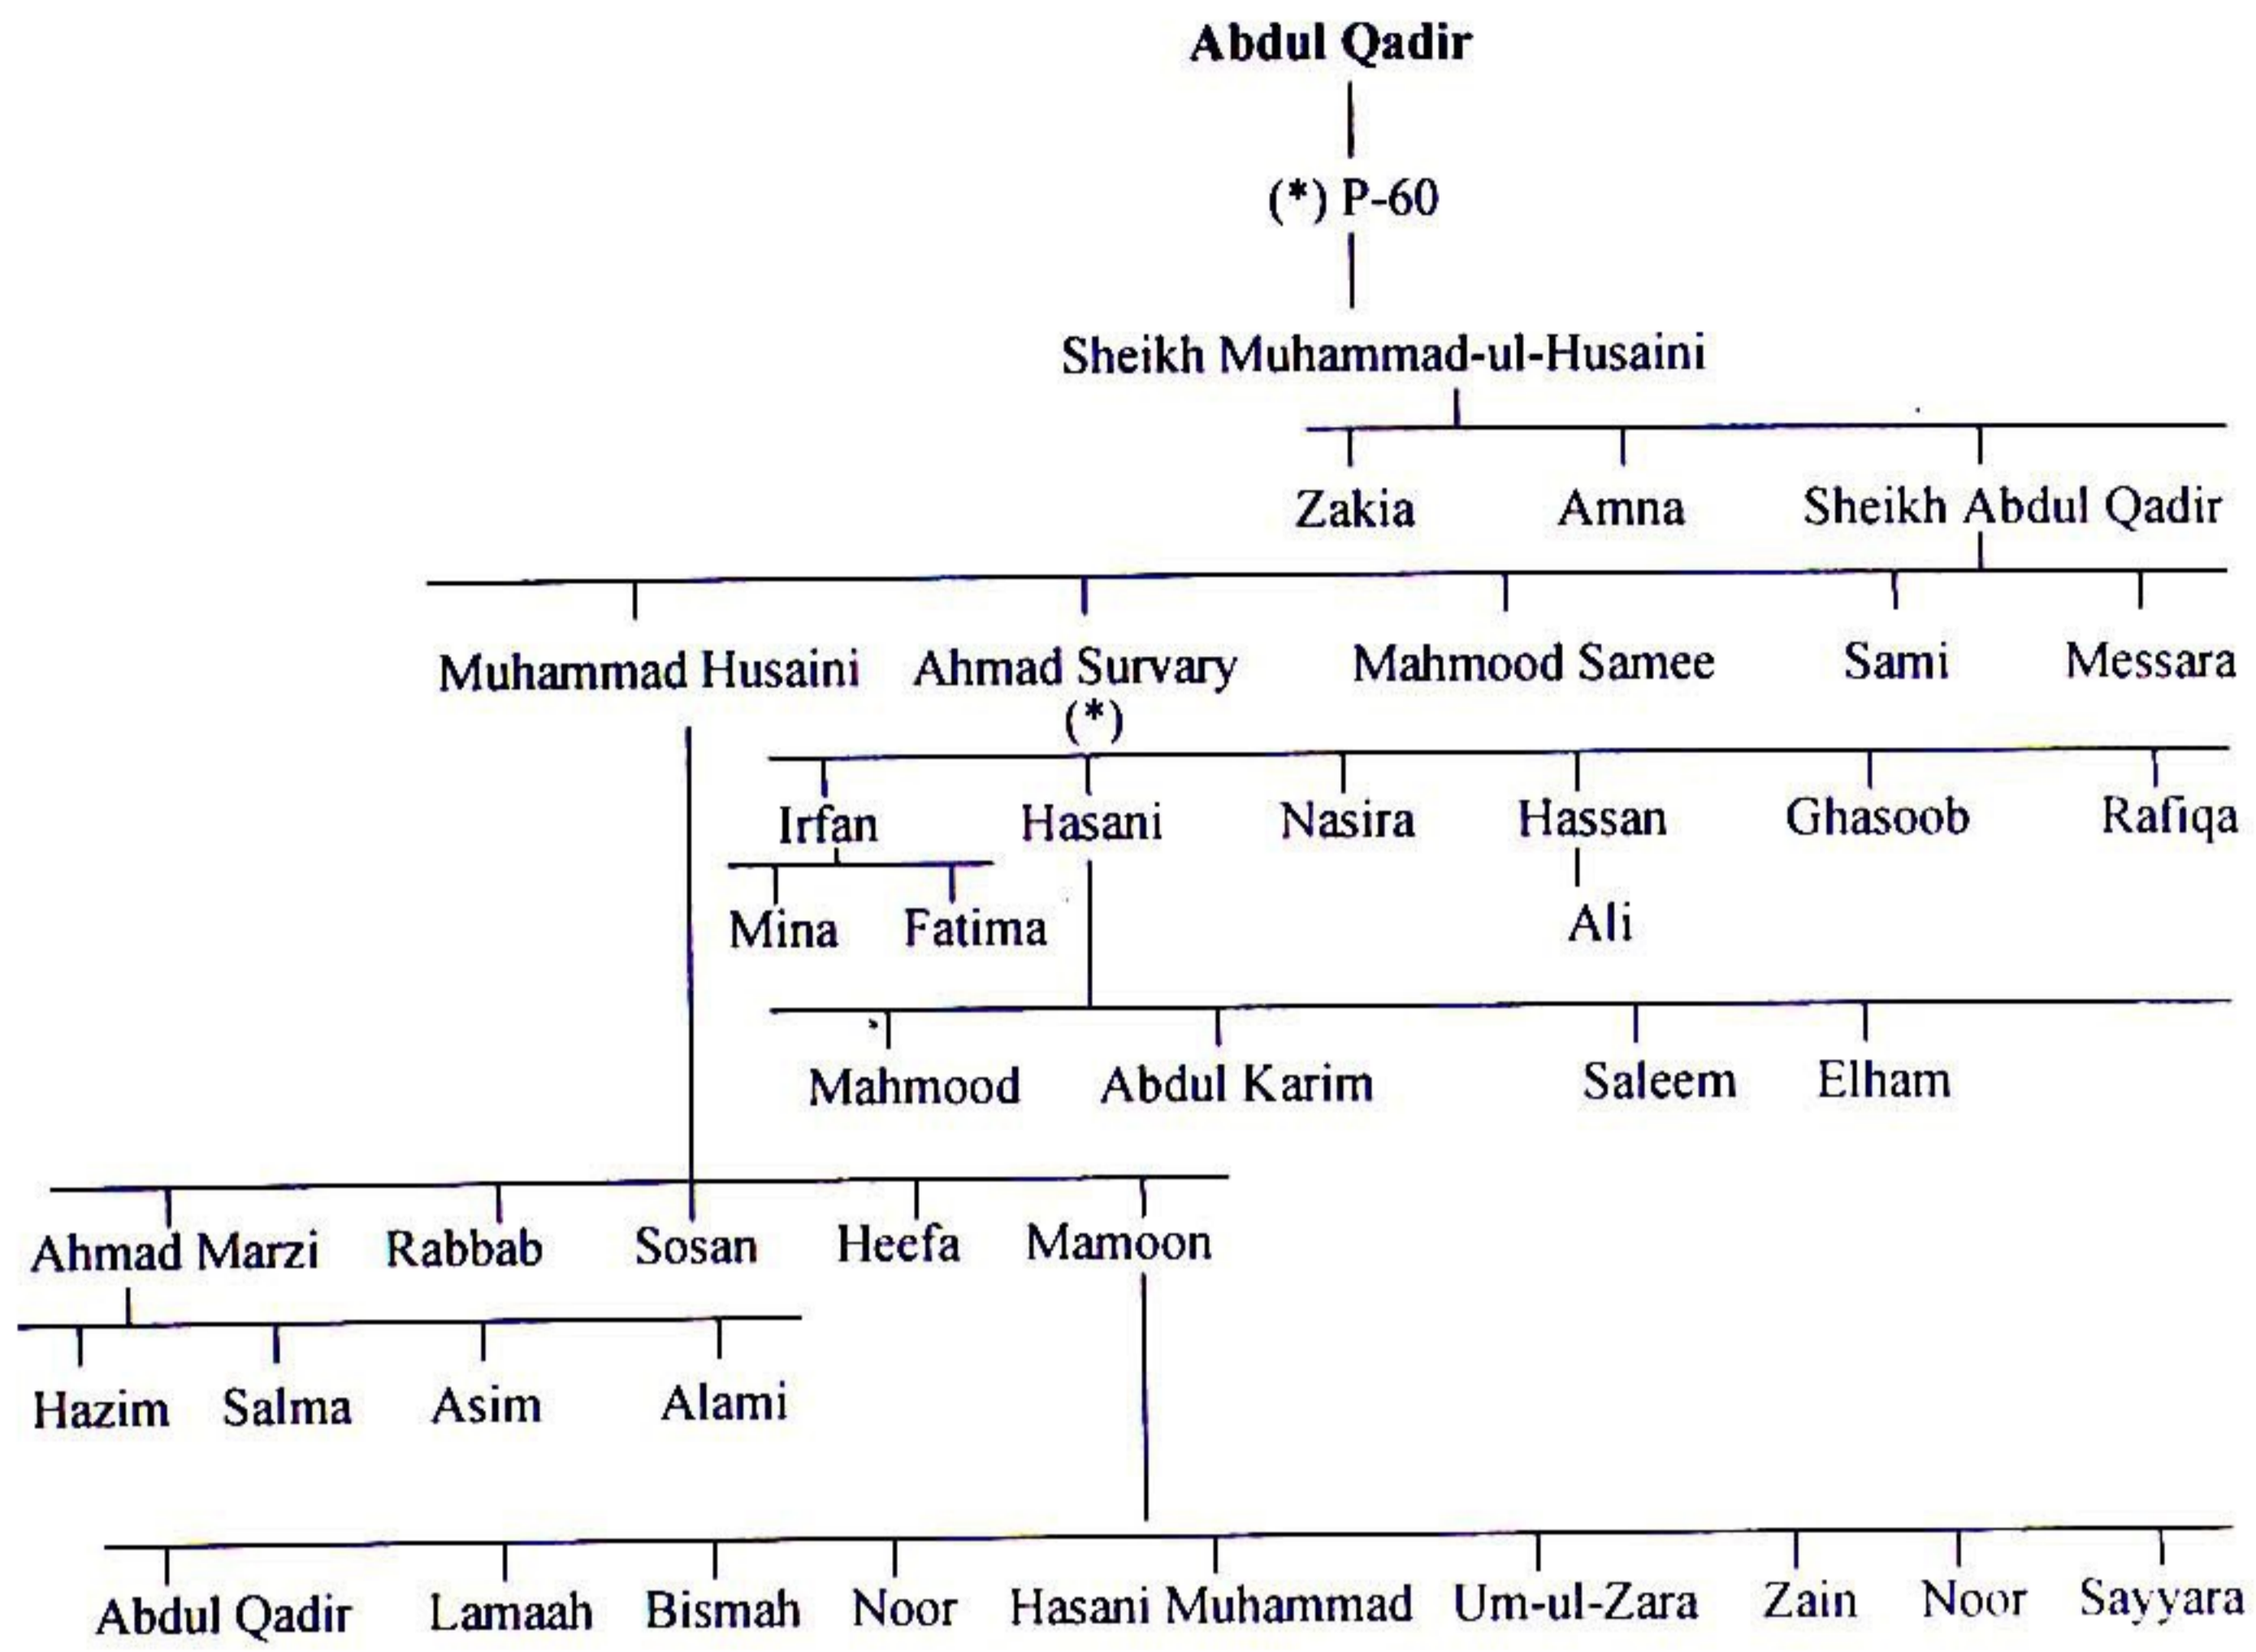 Abdul Qadir
(*) P-60
Sheikh Muhammad-ul-Husaini
Zakia Amna Sheikh Abdul Qadir
Muhammad Husaini Ahmad Survary Mahmood Samee Sami Messara
(*)
Irfan Hasani Nasira Hassan Ghasoob Rafiqa
Mina Fatima Ali
Mahmood Abdul Karim Saleem Elham
Ahmad Marzi Rabbab Sosan Heefa Mamoon
Hazim Salma Asim Alami
Abdul Qadir Lamaah Bismah Noor Hasani Muhammad Um-ul-Zara Zain Noor Sayyara